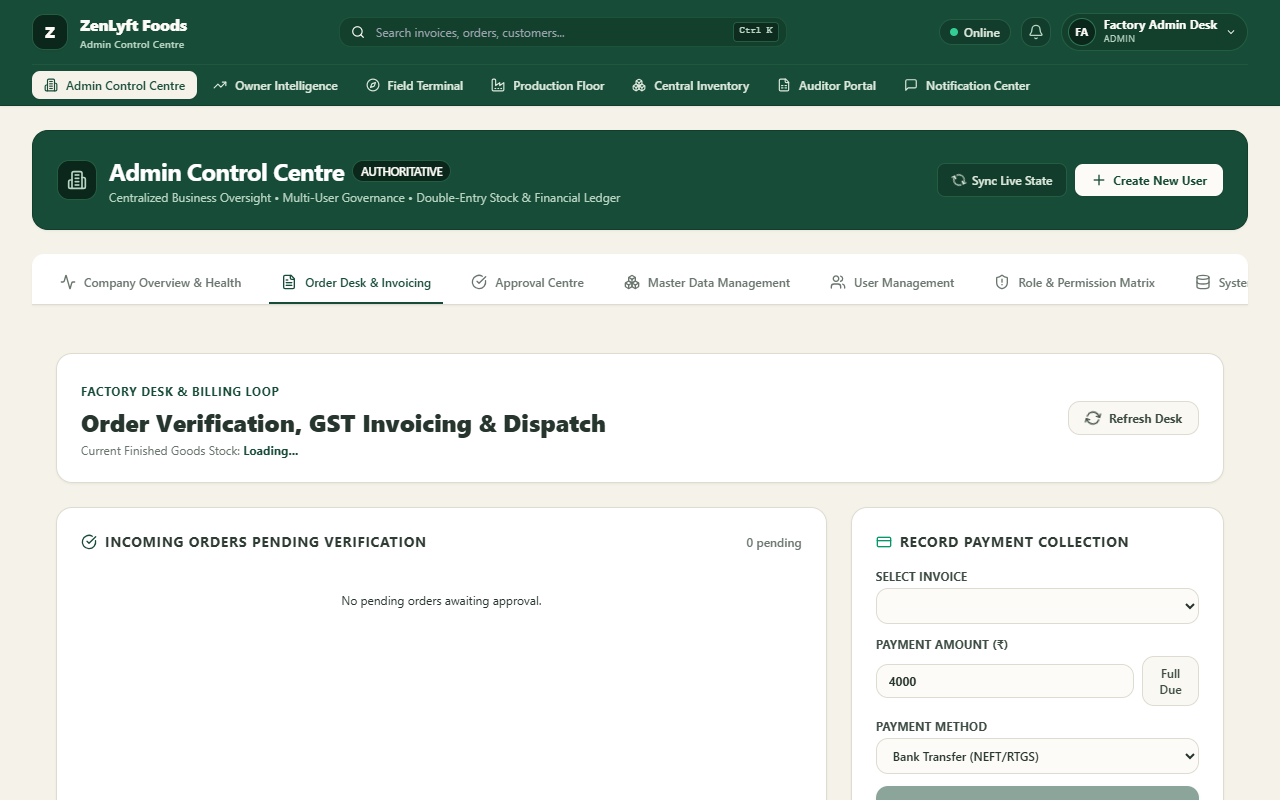 Z
ZenLyft Foods
Admin Control Centre
Search invoices, orders, customers...
Ctrl K
Online
FA
Factory Admin Desk
ADMIN
Admin Control Centre
Owner Intelligence
Field Terminal
Production Floor
Central Inventory
Auditor Portal
Notification Center
Admin Control Centre
AUTHORITATIVE
Centralized Business Oversight • Multi-User Governance • Double-Entry Stock & Financial Ledger
Sync Live State
Create New User
Company Overview & Health
Order Desk & Invoicing
Approval Centre
Master Data Management
User Management
Role & Permission Matrix
Syste
FACTORY DESK & BILLING LOOP
Order Verification, GST Invoicing & Dispatch
Current Finished Goods Stock: Loading...
Refresh Desk
INCOMING ORDERS PENDING VERIFICATION
0 pending
No pending orders awaiting approval.
RECORD PAYMENT COLLECTION
SELECT INVOICE
PAYMENT AMOUNT (₹)
4000
Full
Due
PAYMENT METHOD
Bank Transfer (NEFT/RTGS)